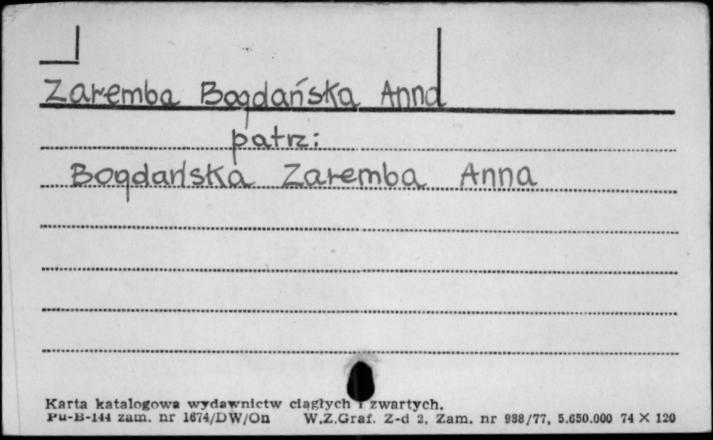 Zaremba Bogdańska Anna
patrz:
Bogdańska Zaremba Anna
Karta katalogowa wydawnictw ciągłych i zwartych.
Pu-B-144 zam. nr 1674/DW/On W.Z.Graf. Z-d 2, Zam. nr 988/77, 5.650.000 74 X 120